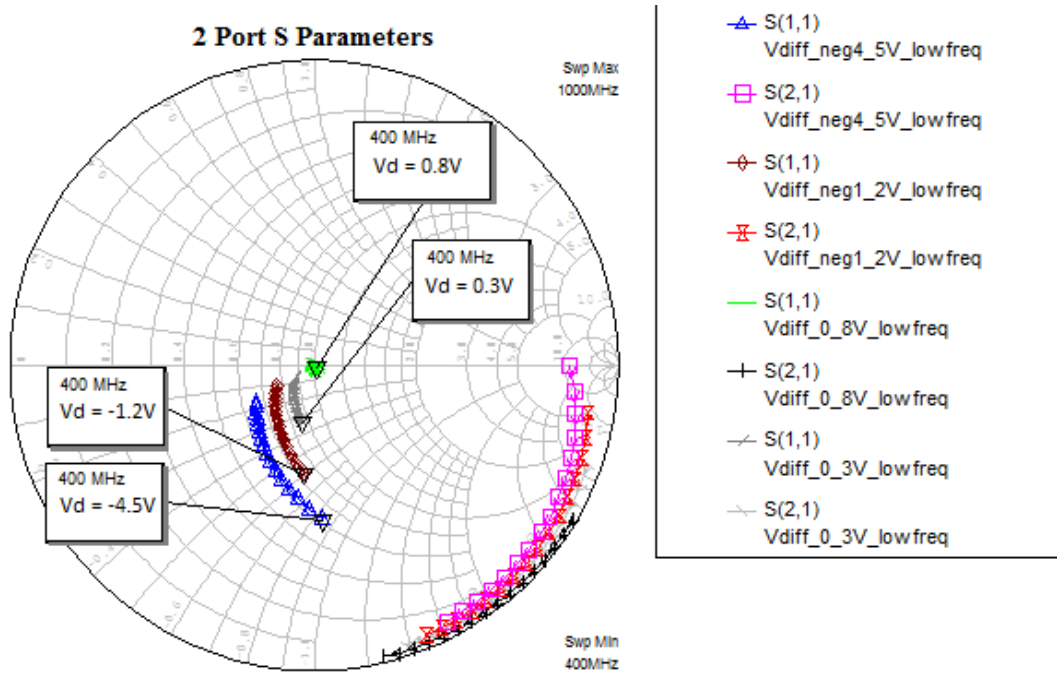 2 Port S Parameters
Swp Max
1000MHz
400 MHz
Vd = 0.8V
400 MHz
Vd = 0.3V
400 MHz
Vd = -1.2V
400 MHz
Vd = -4.5V
Swp Min
400MHz
S(1,1)
Vdiff_neg4_5V_lowfreq
S(2,1)
Vdiff_neg4_5V_lowfreq
S(1,1)
Vdiff_neg1_2V_lowfreq
S(2,1)
Vdiff_neg1_2V_lowfreq
S(1,1)
Vdiff_0_8V_lowfreq
S(2,1)
Vdiff_0_8V_lowfreq
S(1,1)
Vdiff_0_3V_lowfreq
S(2,1)
Vdiff_0_3V_lowfreq